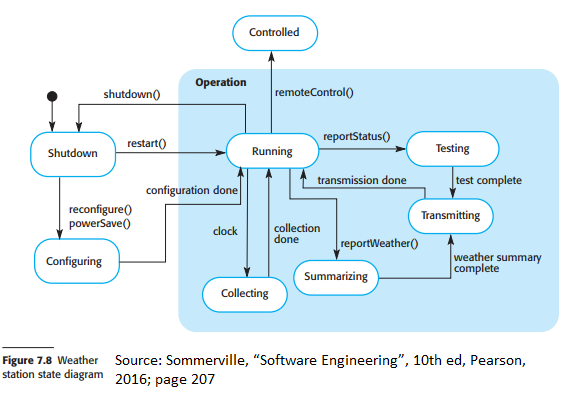 Controlled
Operation
shutdown()
remoteControl()
Shutdown
restart()
Running
reportStatus()
Testing
configuration done
transmission done
test complete
reconfigure()
powerSave()
clock
collection
done
reportWeather()
Transmitting
Configuring
Collecting
Summarizing
weather summary
complete
Figure 7.8 Weather
station state diagram
Source: Sommerville, “Software Engineering”, 10th ed, Pearson,
2016; page 207